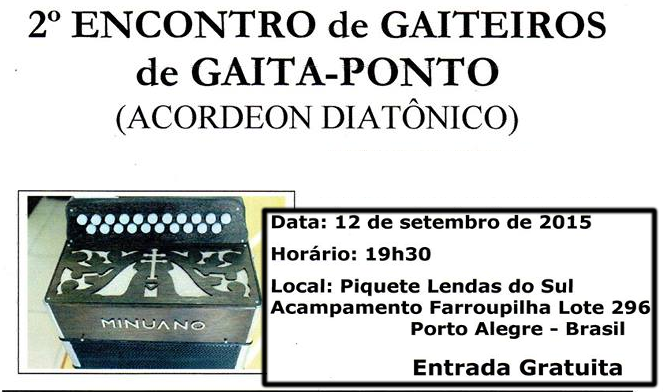 2º ENCONTRO de GAITEIROS
de GAITA-PONTO
(ACORDEON DIATÔNICO)
MINUANO
Data: 12 de setembro de 2015
Horário: 19h30
Local: Piquete Lendas do Sul
Acampamento Farroupilha Lote 296
Porto Alegre - Brasil
Entrada Gratuita